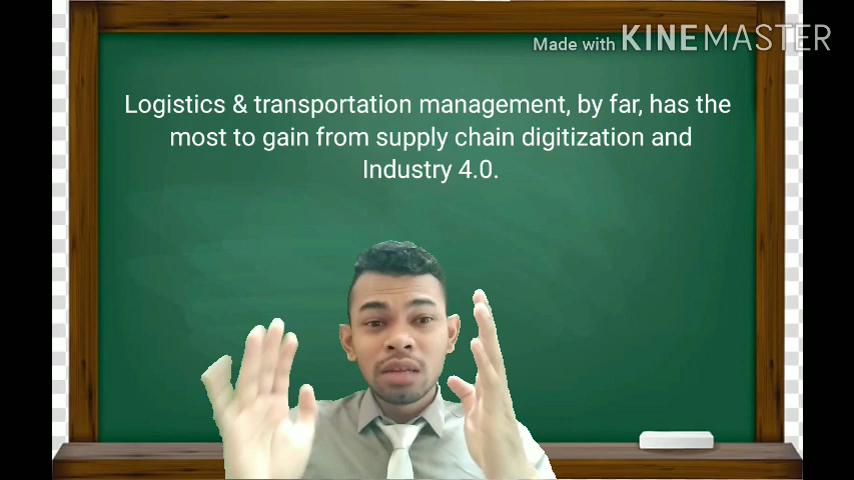 Made with KINEMASTER
Logistics & transportation management, by far, has the
most to gain from supply chain digitization and
Industry 4.0.